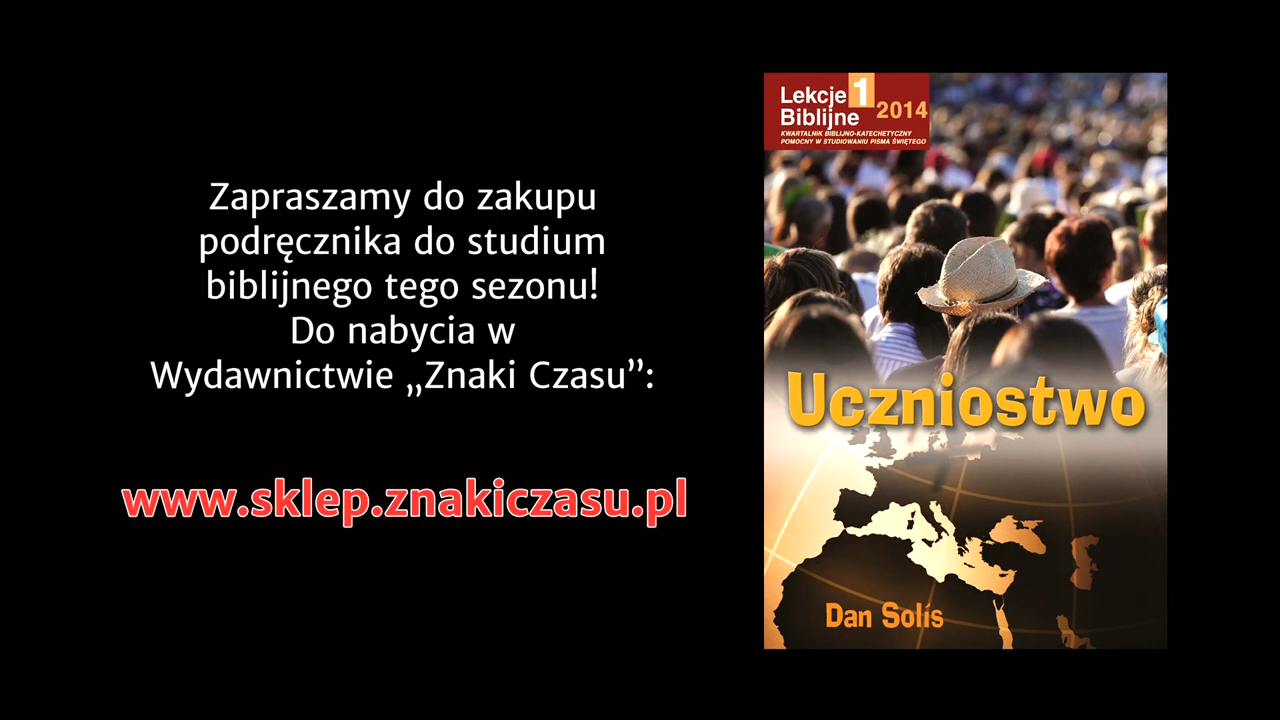 Zapraszamy do zakupu
podręcznika do studium
biblijnego tego sezonu!
Do nabycia w
Wydawnictwie „Znaki Czasu”:
www.sklep.znakiczasu.pl
Lekcje 1 2014
Biblijne
KWARTALNIK BIBLIJNO-KATECHETYCZNY
POMOCNY W STUDIOWANIU PISMA ŚWIĘTEGO
Uczniostwo
Dan Solís